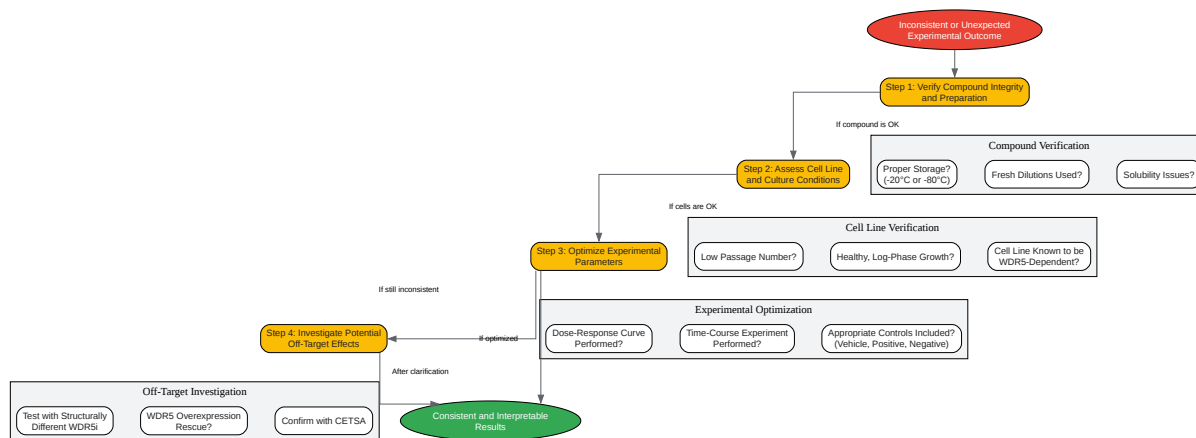 Inconsistent or Unexpected
Experimental Outcome
Step 1: Verify Compound Integrity
and Preparation
If compound is OK
Compound Verification
Proper Storage?
(-20°C or -80°C)
Fresh Dilutions Used?
Solubility Issues?
Step 2: Assess Cell Line
and Culture Conditions
If cells are OK
Cell Line Verification
Low Passage Number?
Healthy, Log-Phase Growth?
Cell Line Known to be
WDR5-Dependent?
Step 3: Optimize Experimental
Parameters
If still inconsistent
Experimental Optimization
Dose-Response Curve
Performed?
Time-Course Experiment
Performed?
Appropriate Controls Included?
(Vehicle, Positive, Negative)
Step 4: Investigate Potential
Off-Target Effects
If optimized
After clarification
Off-Target Investigation
Test with Structurally
Different WDR5i
WDR5 Overexpression
Rescue?
Confirm with CETSA
Consistent and Interpretable
Results